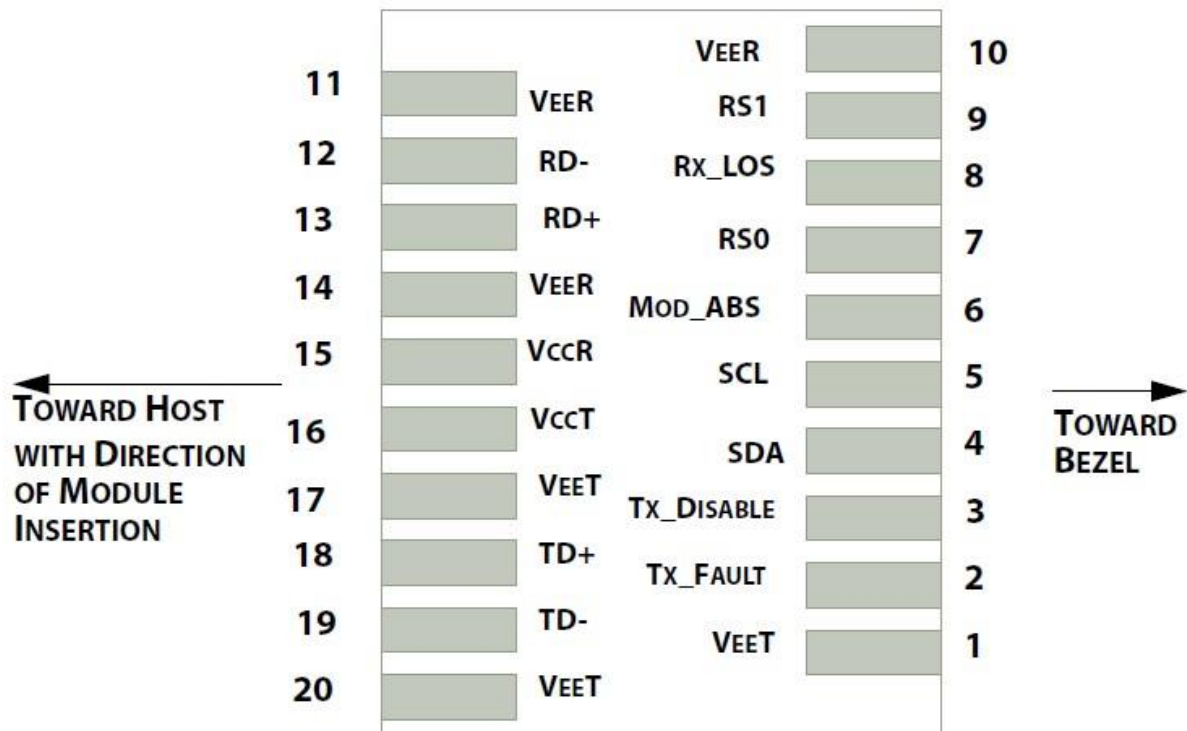 VEER 10
11 VEER
RS1 9
12 RD-
RX_LOS 8
13 RD+
RS0 7
14 VEER
MOD_ABS 6
15 VCCR
SCL 5
TOWARD HOST
WITH DIRECTION
OF MODULE
INSERTION
16 VCCT
SDA 4
TOWARD
BEZEL
17 VEET
TX_DISABLE 3
18 TD+
TX_FAULT 2
19 TD-
VEET 1
20 VEET